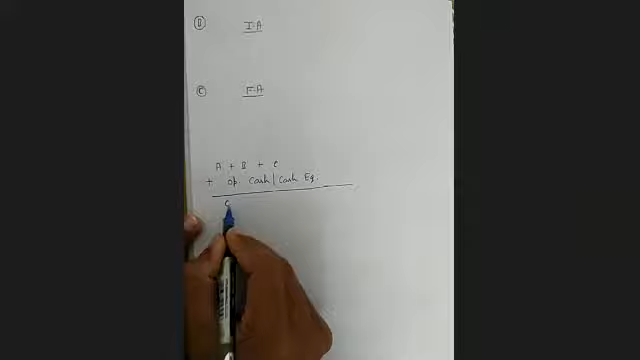 Ⓑ I.A
Ⓒ F.A
A + B + C
+ op. Cash | Cash Eq.
C